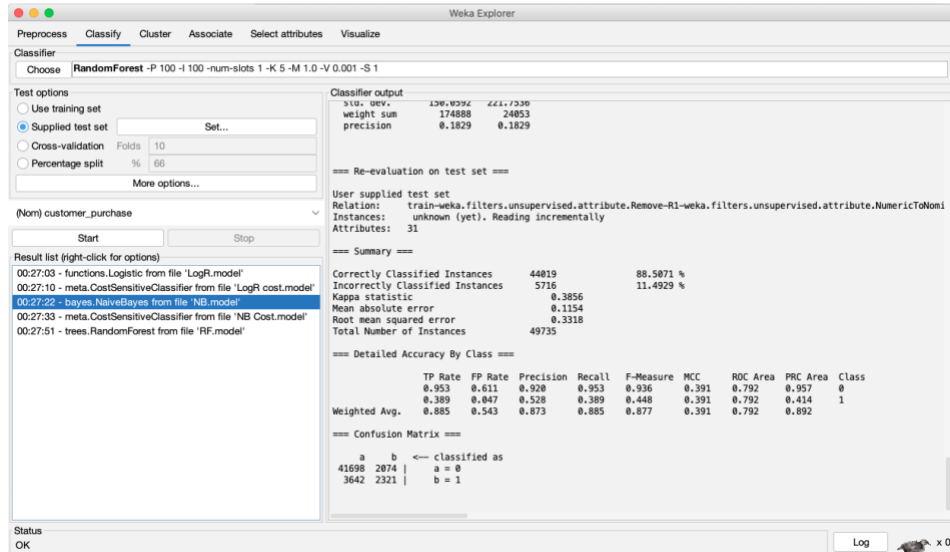 Weka Explorer
Preprocess Classify Cluster Associate Select attributes Visualize
Classifier
Choose RandomForest -P 100 -I 100 -num-slots 1 -K 5 -M 1.0 -V 0.001 -S 1
Test options
Use training set
Supplied test set Set...
Cross-validation Folds 10
Percentage split % 66
More options...
(Nom) customer_purchase
Start Stop
Result list (right-click for options)
00:27:03 - functions.Logistic from file 'LogR.model'
00:27:10 - meta.CostSensitiveClassifier from file 'LogR cost.model'
00:27:22 - bayes.NaiveBayes from file 'NB.model'
00:27:33 - meta.CostSensitiveClassifier from file 'NB Cost.model'
00:27:51 - trees.RandomForest from file 'RF.model'
Classifier output
std. dev. 150.0592 221.7536
weight sum 174888 24053
precision 0.1829 0.1829
=== Re-evaluation on test set ===
User supplied test set
Relation: train-weka.filters.unsupervised.attribute.Remove-R1-weka.filters.unsupervised.attribute.NumericToNomi
Instances: unknown (yet). Reading incrementally
Attributes: 31
=== Summary ===
Correctly Classified Instances 44019 88.5071 %
Incorrectly Classified Instances 5716 11.4929 %
Kappa statistic 0.3856
Mean absolute error 0.1154
Root mean squared error 0.3318
Total Number of Instances 49735
=== Detailed Accuracy By Class ===
TP Rate FP Rate Precision Recall F-Measure MCC ROC Area PRC Area Class
0.953 0.611 0.920 0.953 0.936 0.391 0.792 0.957 0
0.389 0.047 0.528 0.389 0.448 0.391 0.792 0.414 1
Weighted Avg. 0.885 0.543 0.873 0.885 0.877 0.391 0.792 0.892
=== Confusion Matrix ===
a b <-- classified as
41698 2074 | a = 0
3642 2321 | b = 1
Status
OK
Log